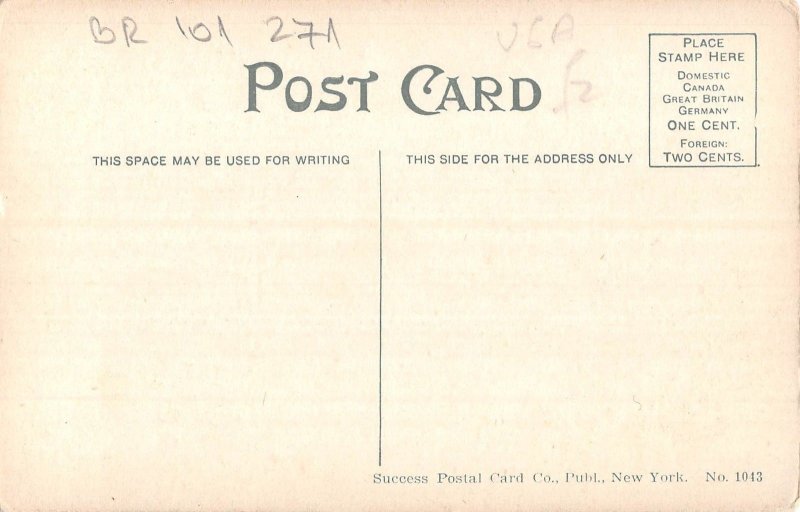 BR 101 271
USA
£2
POST CARD
PLACE
STAMP HERE
DOMESTIC
CANADA
GREAT BRITAIN
GERMANY
ONE CENT.
FOREIGN:
TWO CENTS.
THIS SPACE MAY BE USED FOR WRITING
THIS SIDE FOR THE ADDRESS ONLY
Success Postal Card Co., Publ., New York. No. 1043